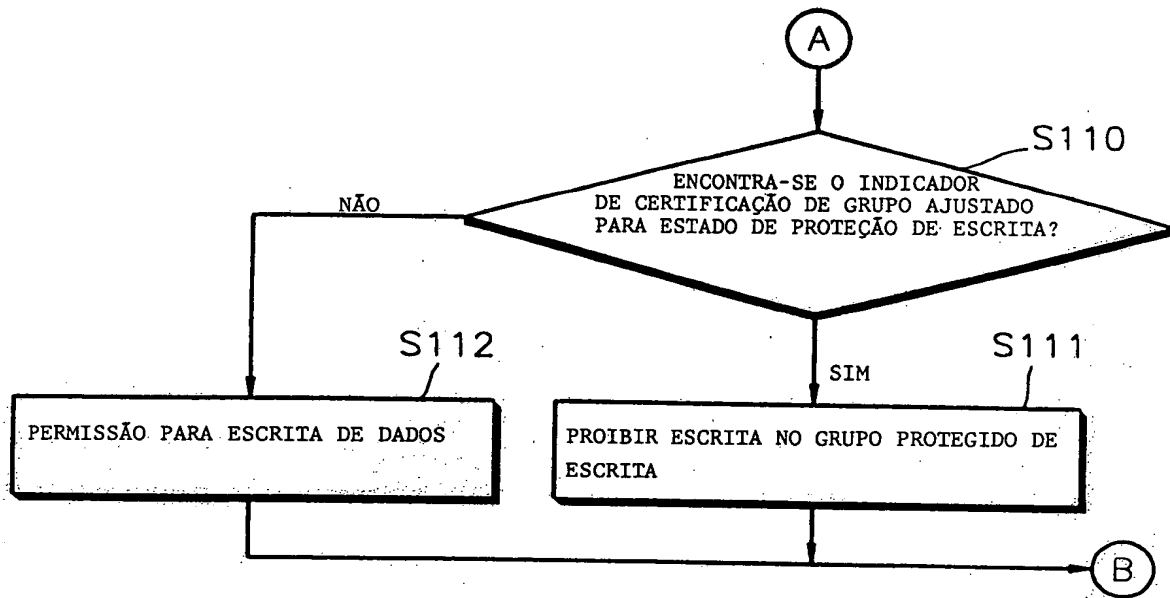 A
S110
ENCONTRA-SE O INDICADOR
DE CERTIFICAÇÃO DE GRUPO AJUSTADO
PARA ESTADO DE PROTEÇÃO DE ESCRITA?
NÃO
S112
S111
SIM
PERMISSÃO PARA ESCRITA DE DADOS
PROIBIR ESCRITA NO GRUPO PROTEGIDO DE
ESCRITA
B